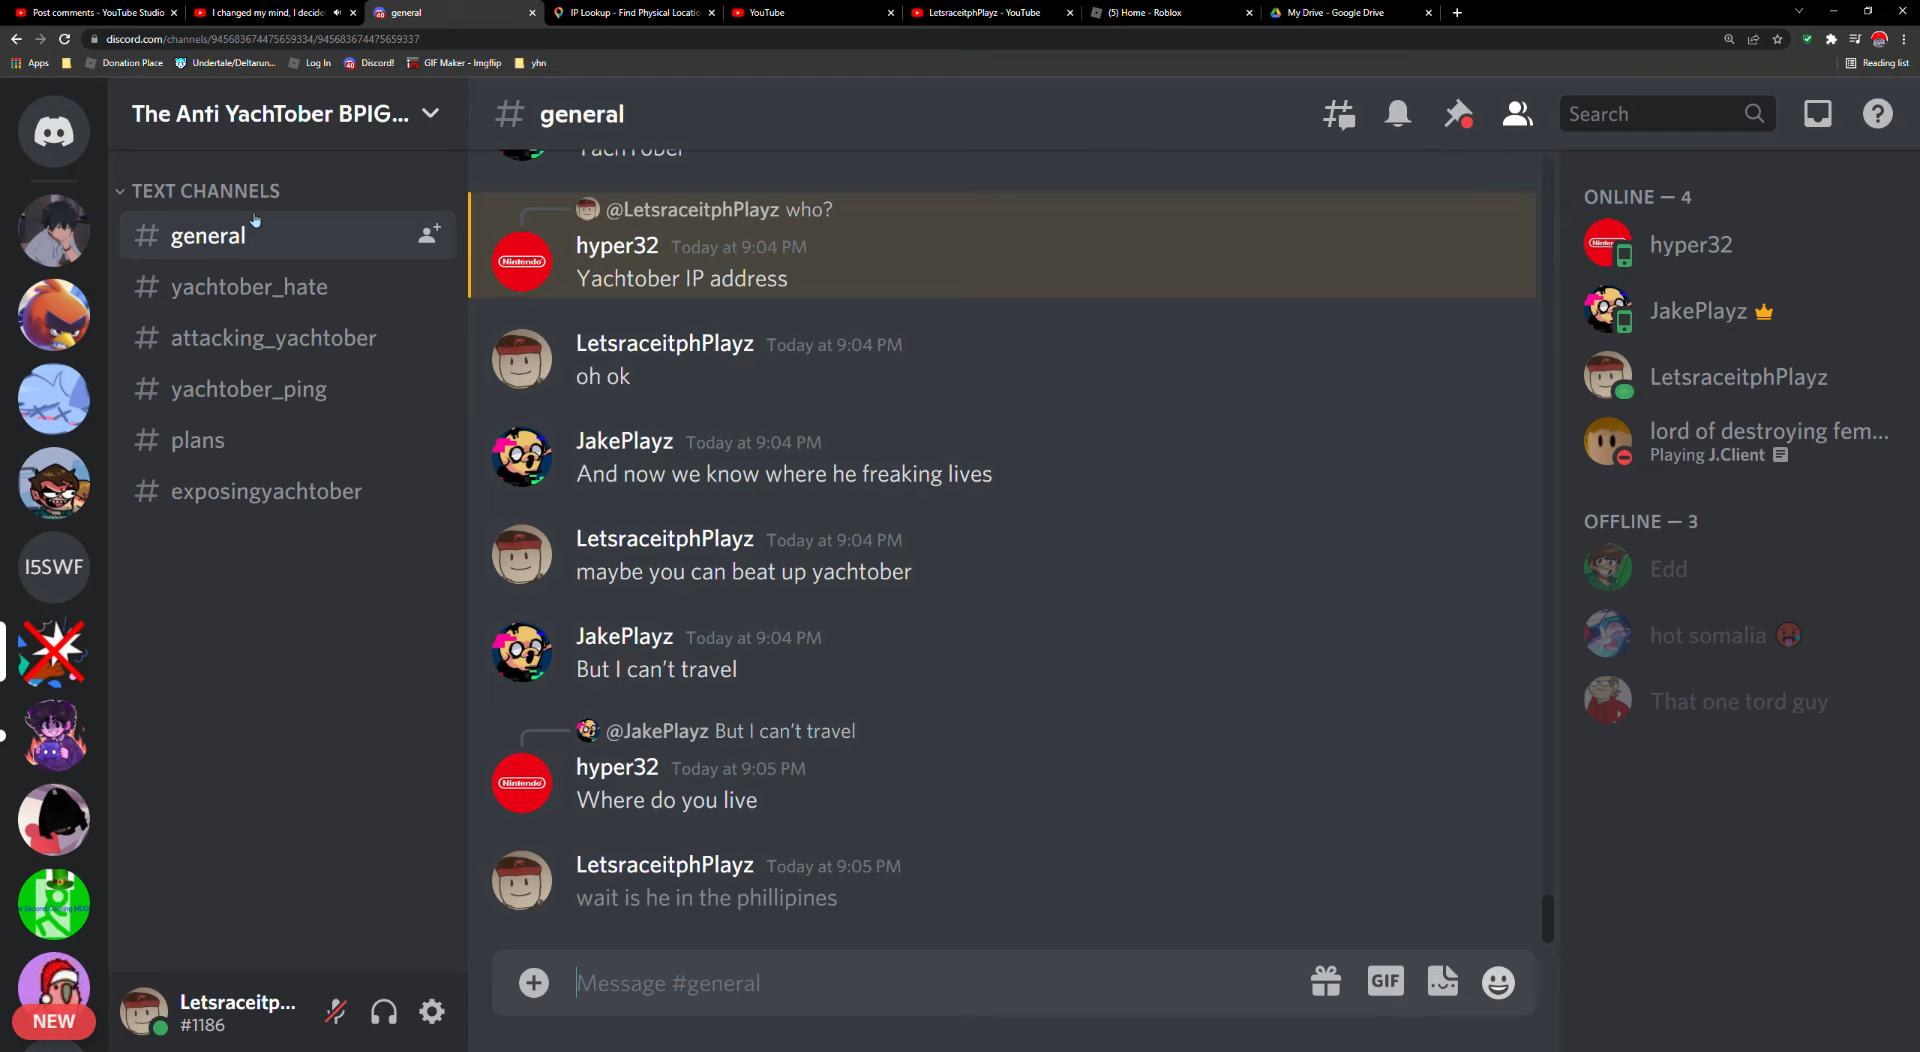 Post comments - YouTube Studio
I changed my mind, I decide
general
IP Lookup - Find Physical Locatio
YouTube
LetsraceitphPlayz - YouTube
(5) Home - Roblox
My Drive - Google Drive
discord.com/channels/945683674475659334/945683674475659337
Apps
Donation Place
Undertale/Deltarun...
Log In
Discord!
GIF Maker - Imgflip
yhn
Reading list
The Anti YachTober BPIG...
# general
Search
TEXT CHANNELS
# general
# yachtober_hate
# attacking_yachtober
# yachtober_ping
# plans
# exposingyachtober
I5SWF
NEW
Letsraceitp...
#1186
YachTober
@LetsraceitphPlayz who?
Nintendo
hyper32 Today at 9:04 PM
Yachtober IP address
LetsraceitphPlayz Today at 9:04 PM
oh ok
JakePlayz Today at 9:04 PM
And now we know where he freaking lives
LetsraceitphPlayz Today at 9:04 PM
maybe you can beat up yachtober
JakePlayz Today at 9:04 PM
But I can't travel
@JakePlayz But I can't travel
Nintendo
hyper32 Today at 9:05 PM
Where do you live
LetsraceitphPlayz Today at 9:05 PM
wait is he in the phillipines
Message #general
GIF
ONLINE — 4
hyper32
JakePlayz
LetsraceitphPlayz
lord of destroying fem...
Playing J.Client
OFFLINE — 3
Edd
hot somalia
That one tord guy